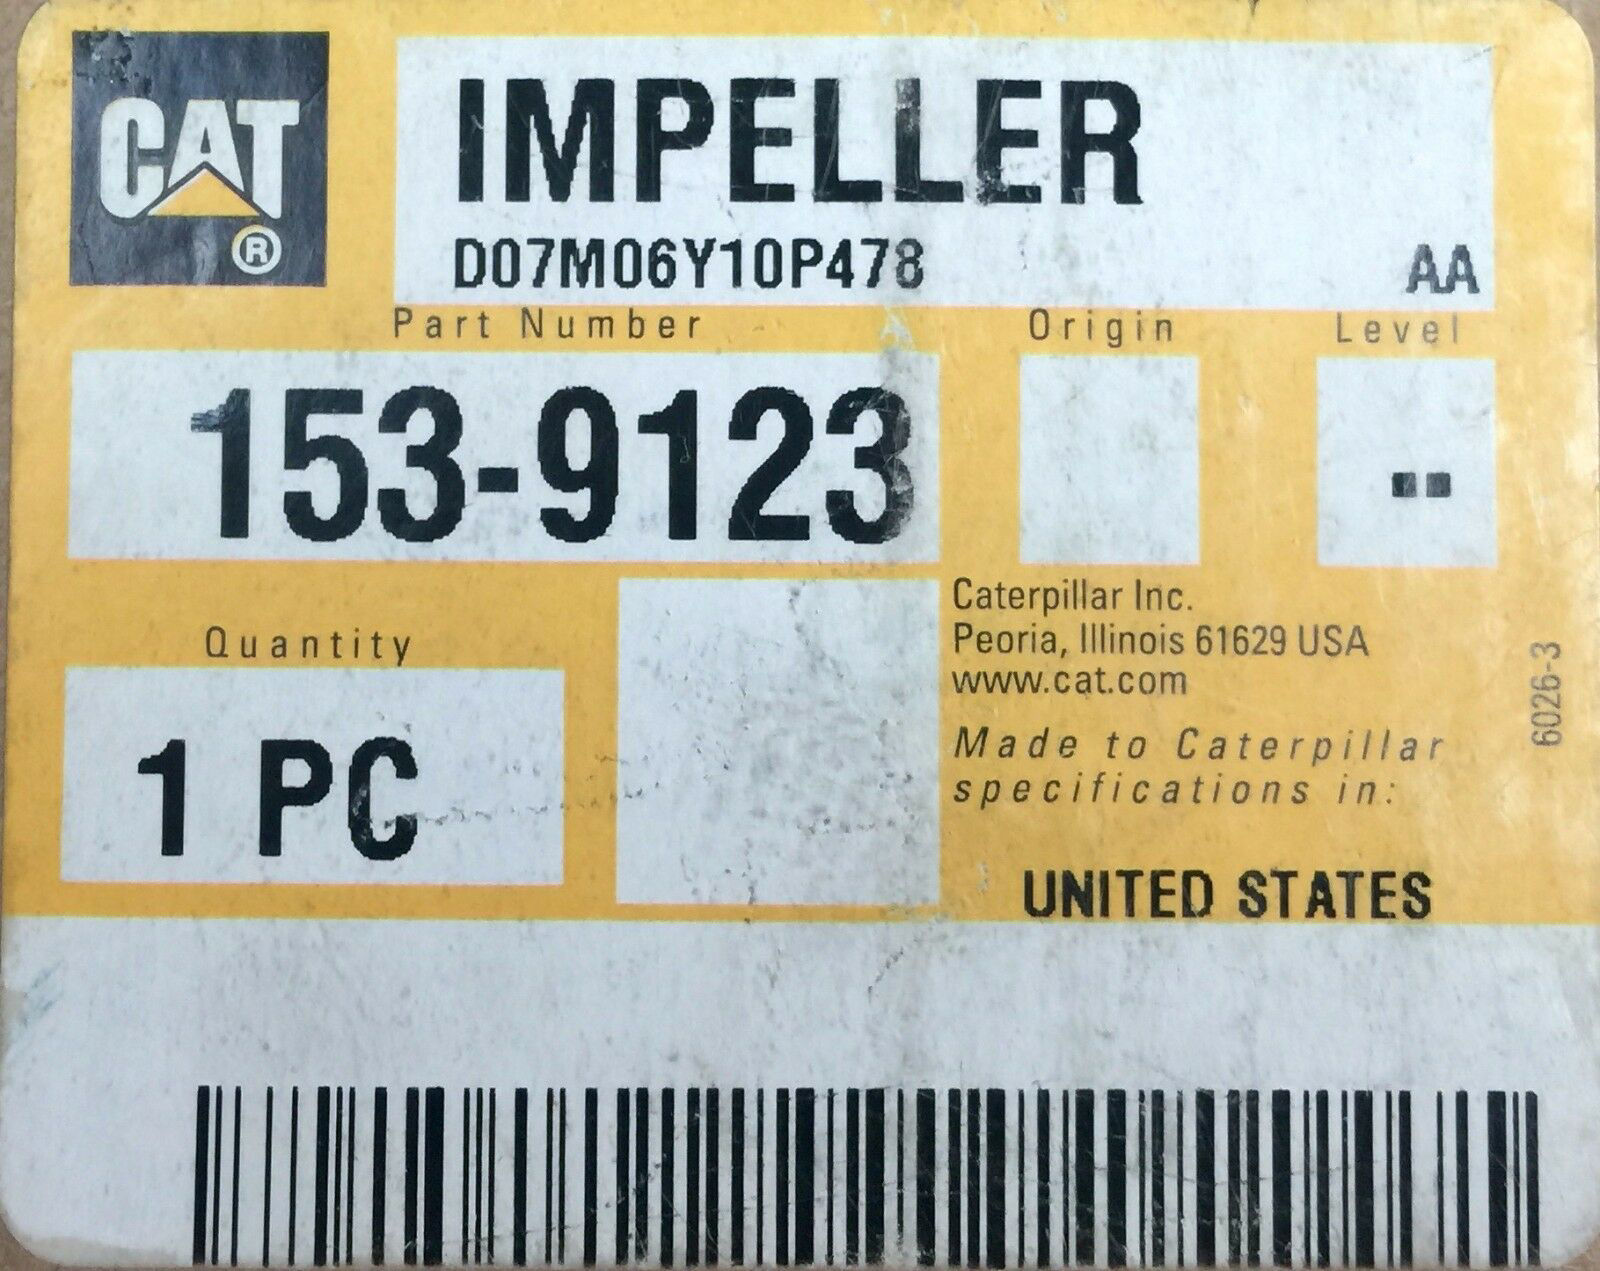 CAT
®
IMPELLER
D07M06Y10P478 AA
Part Number Origin Level
153-9123 --
Quantity
1 PC
Caterpillar Inc.
Peoria, Illinois 61629 USA
www.cat.com
Made to Caterpillar
specifications in:
UNITED STATES
6026-3